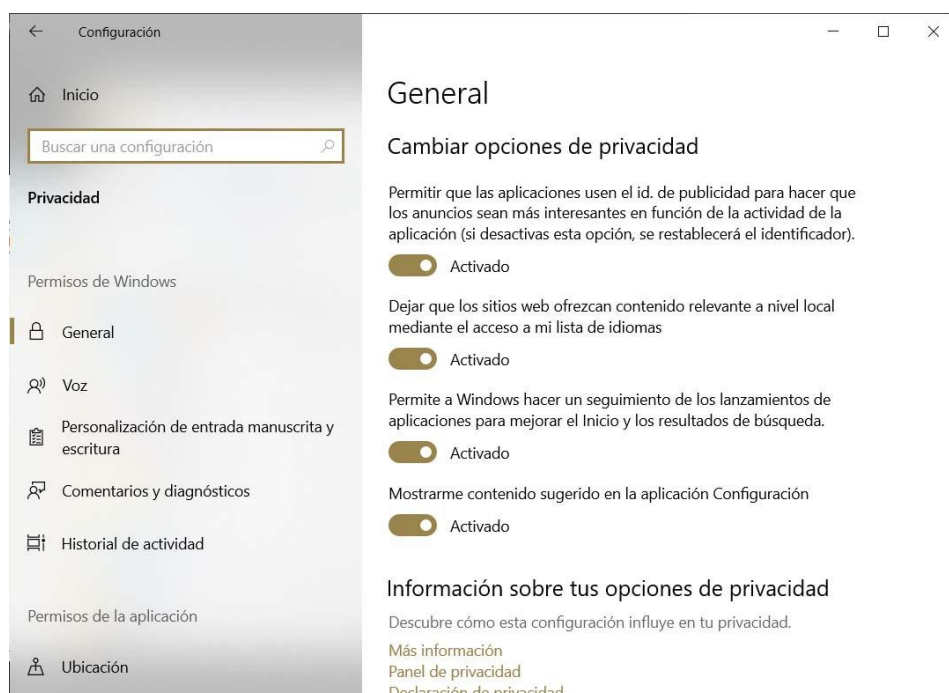 Configuración
Inicio
Buscar una configuración
Privacidad
Permisos de Windows
General
Voz
Personalización de entrada manuscrita y
escritura
Comentarios y diagnósticos
Historial de actividad
Permisos de la aplicación
Ubicación
General
Cambiar opciones de privacidad
Permitir que las aplicaciones usen el id. de publicidad para hacer que
los anuncios sean más interesantes en función de la actividad de la
aplicación (si desactivas esta opción, se restablecerá el identificador).
Activado
Dejar que los sitios web ofrezcan contenido relevante a nivel local
mediante el acceso a mi lista de idiomas
Activado
Permite a Windows hacer un seguimiento de los lanzamientos de
aplicaciones para mejorar el Inicio y los resultados de búsqueda.
Activado
Mostrarme contenido sugerido en la aplicación Configuración
Activado
Información sobre tus opciones de privacidad
Descubre cómo esta configuración influye en tu privacidad.
Más información
Panel de privacidad
Declaración de privacidad